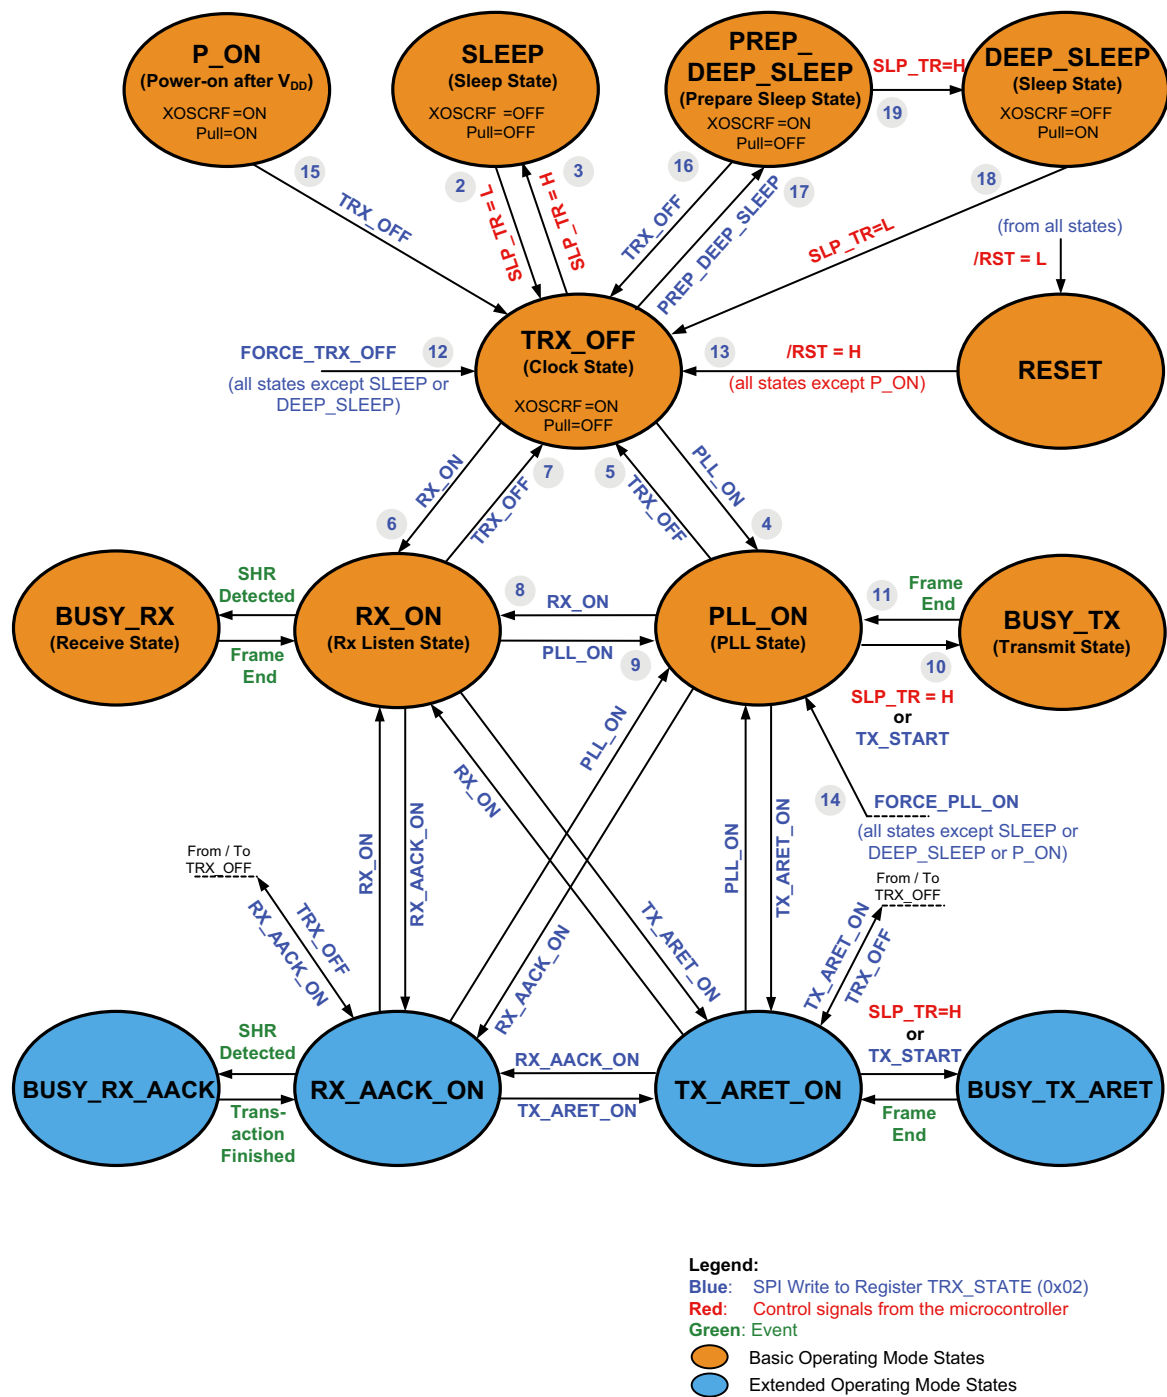 P_ON
(Power-on after VDD)
XOSCRF=ON
Pull=ON
SLEEP
(Sleep State)
XOSCRF =OFF
Pull=OFF
PREP_
DEEP_SLEEP
(Prepare Sleep State)
XOSCRF=ON
Pull=OFF
SLP_TR=H
19
DEEP_SLEEP
(Sleep State)
XOSCRF=OFF
Pull=ON
15
TRX_OFF
2
SLP_TR = L
3
SLP_TR = H
16
TRX_OFF
17
PREP_DEEP_SLEEP
18
SLP_TR=L
(from all states)
/RST = L
FORCE_TRX_OFF
12
(all states except SLEEP or
DEEP_SLEEP)
TRX_OFF
(Clock State)
XOSCRF=ON
Pull=OFF
13
/RST = H
(all states except P_ON)
RESET
6
RX_ON
7
TRX_OFF
5
TRX_OFF
4
PLL_ON
BUSY_RX
(Receive State)
SHR
Detected
Frame
End
RX_ON
(Rx Listen State)
8
RX_ON
PLL_ON
9
PLL_ON
(PLL State)
11
Frame
End
10
SLP_TR = H
or
TX_START
BUSY_TX
(Transmit State)
14
FORCE_PLL_ON
(all states except SLEEP or
DEEP_SLEEP or P_ON)
RX_ON
RX_AACK_ON
RX_ON
TX_ARET_ON
PLL_ON
RX_AACK_ON
PLL_ON
TX_ARET_ON
From / To
TRX_OFF
TRX_OFF
RX_AACK_ON
From / To
TRX_OFF
TX_ARET_ON
TRX_OFF
BUSY_RX_AACK
SHR
Detected
Trans-
action
Finished
RX_AACK_ON
RX_AACK_ON
TX_ARET_ON
TX_ARET_ON
SLP_TR=H
or
TX_START
Frame
End
BUSY_TX_ARET
Legend:
Blue: SPI Write to Register TRX_STATE (0x02)
Red: Control signals from the microcontroller
Green: Event
Basic Operating Mode States
Extended Operating Mode States